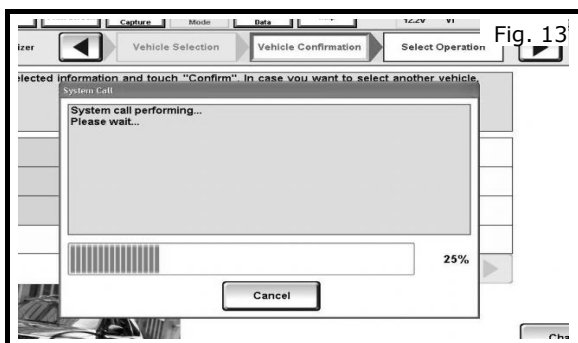 Capture
Mode
Data
12.2V VI
Fig. 13
izer
Vehicle Selection
Vehicle Confirmation
Select Operation
elected information and touch "Confirm". In case you want to select another vehicle,
System Call
System call performing...
Please wait...
25%
Cancel
Cha